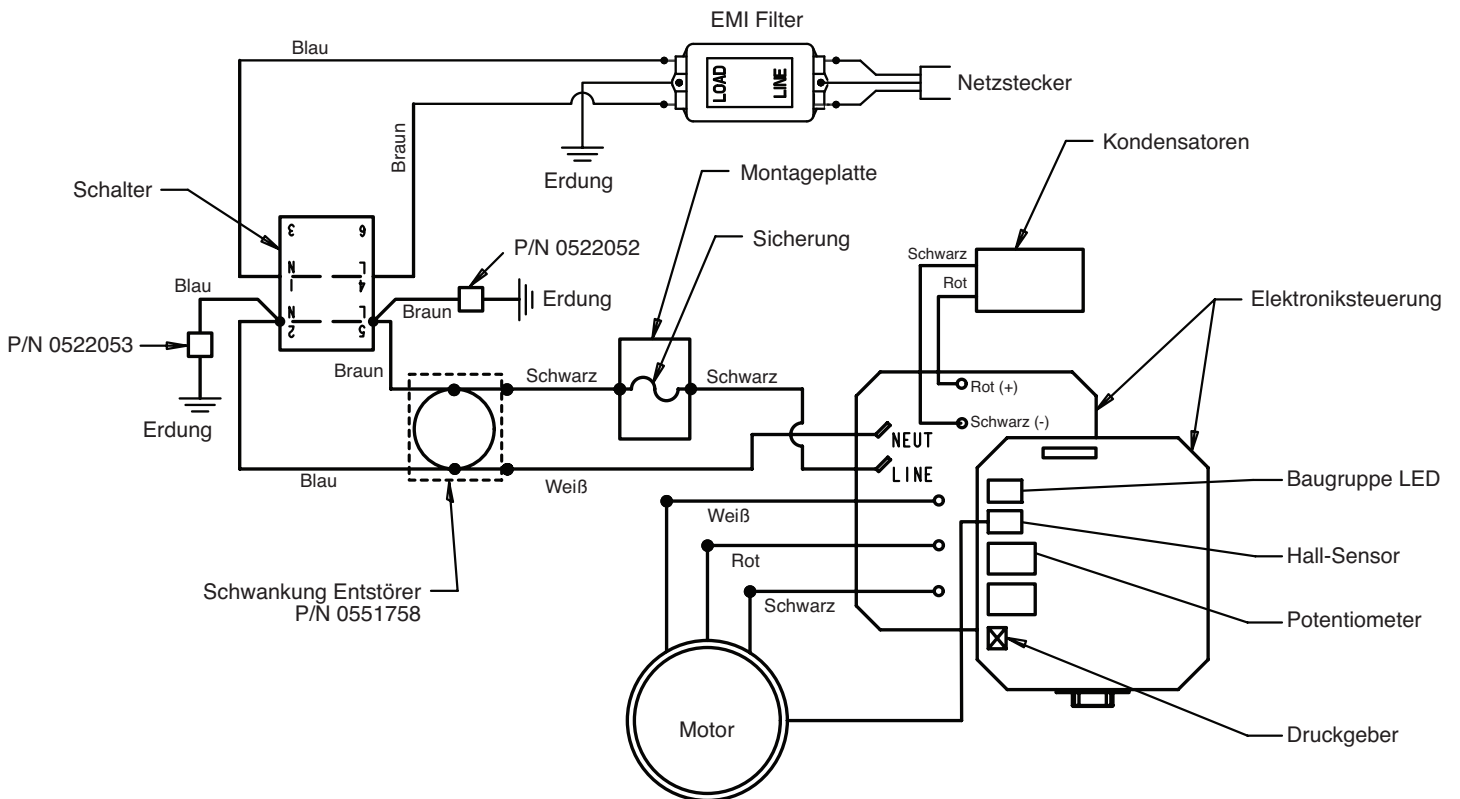 EMI Filter
Blau
LOAD
LINE
Netzstecker
Braun
Erdung
Kondensatoren
Montageplatte
Schalter
3
6
Sicherung
P/N 0522052
Schwarz
Rot
N
1
L
4
Blau
Braun
Erdung
Elektroniksteuerung
N
2
L
5
P/N 0522053
Braun
Schwarz
Schwarz
Rot (+)
Erdung
Schwarz (-)
NEUT
LINE
Blau
Weiß
Baugruppe LED
Weiß
Rot
Hall-Sensor
Schwankung Entstörer
P/N 0551758
Schwarz
Potentiometer
Motor
Druckgeber